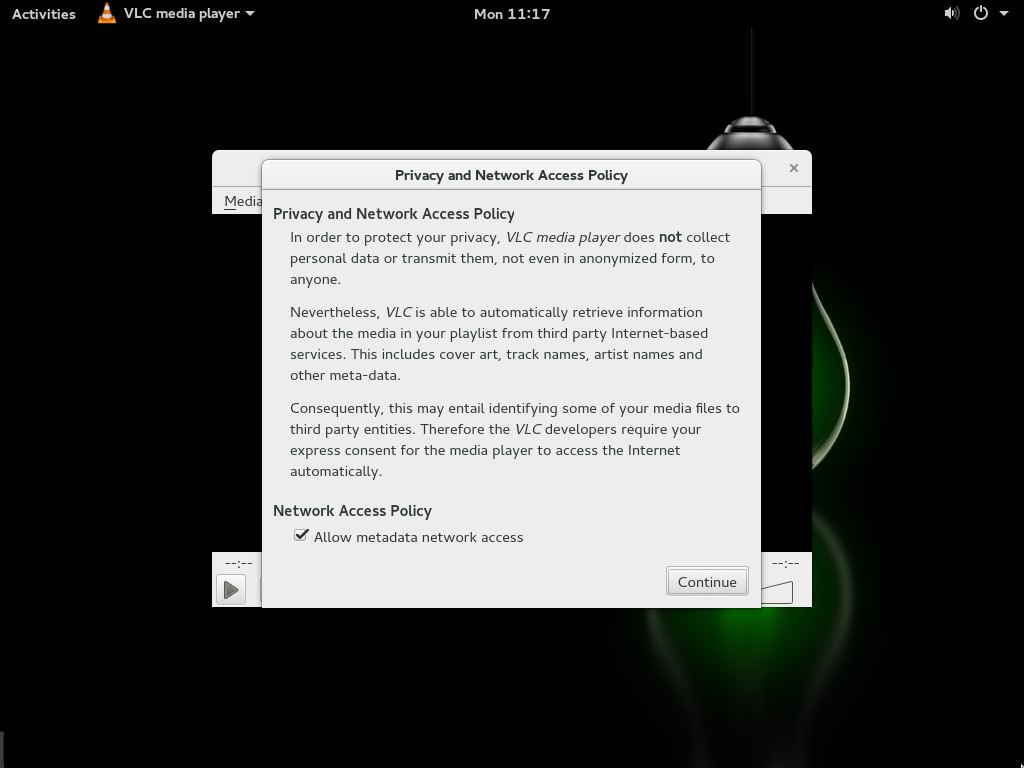 Activities VLC media player Mon 11:17
Privacy and Network Access Policy
Media
Privacy and Network Access Policy
In order to protect your privacy, VLC media player does not collect
personal data or transmit them, not even in anonymized form, to
anyone.
Nevertheless, VLC is able to automatically retrieve information
about the media in your playlist from third party Internet-based
services. This includes cover art, track names, artist names and
other meta-data.
Consequently, this may entail identifying some of your media files to
third party entities. Therefore the VLC developers require your
express consent for the media player to access the Internet
automatically.
Network Access Policy
Allow metadata network access
--:-- --:--
Continue